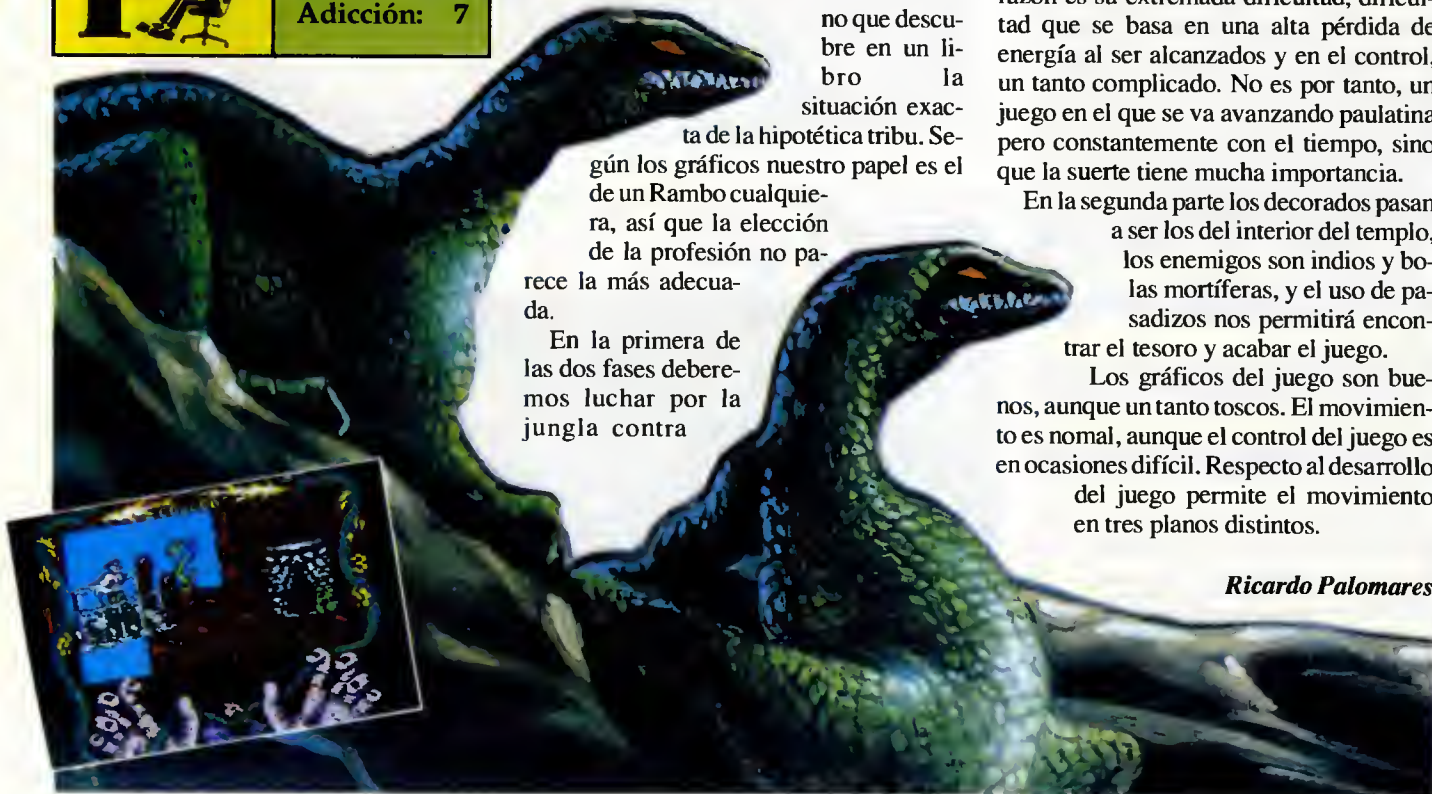 Adicción: 7
no que descu-
bre en un li-
bro la
situación exac-
ta de la hipotética tribu. Se-
gún los gráficos nuestro papel es el
de un Rambo cualquie-
ra, así que la elección
de la profesión no pa-
rece la más adecua-
da.
En la primera de
las dos fases debere-
mos luchar por la
jungla contra
razón es su extremada dificultad, dificul-
tad que se basa en una alta pérdida de
energía al ser alcanzados y en el control,
un tanto complicado. No es por tanto, un
juego en el que se va avanzando paulatina
pero constantemente con el tiempo, sino
que la suerte tiene mucha importancia.
En la segunda parte los decorados pasan
a ser los del interior del templo,
los enemigos son indios y bo-
las mortíferas, y el uso de pa-
sadizos nos permitirá encon-
trar el tesoro y acabar el juego.
Los gráficos del juego son bue-
nos, aunque un tanto toscos. El movimien-
to es nomal, aunque el control del juego es
en ocasiones difícil. Respecto al desarrollo
del juego permite el movimiento
en tres planos distintos.
Ricardo Palomares